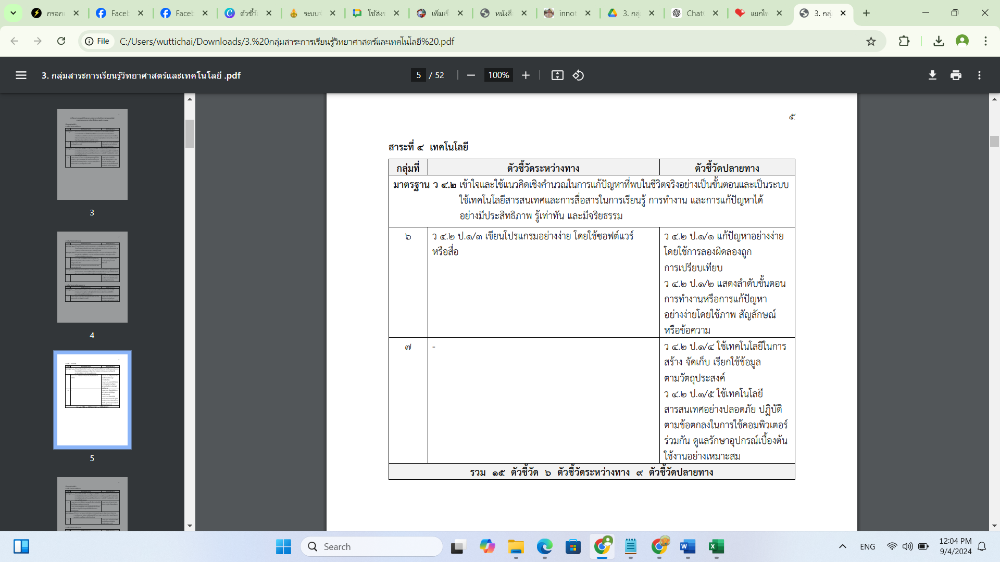 กรอก
Faceb
Faceb
ตัวชี้วั
ระบบ
ใช้ส่งข
เพิ่มเรื่
หนังสื
innot
3. กลุ่
ChatG
แยกไฟ
3. กลุ่
File
C:/Users/wuttichai/Downloads/3.%20กลุ่มสาระการเรียนรู้วิทยาศาสตร์และเทคโนโลยี%20.pdf
3. กลุ่มสาระการเรียนรู้วิทยาศาสตร์และเทคโนโลยี .pdf
5 / 52
100%
3
4
5
๕
สาระที่ ๔ เทคโนโลยี
กลุ่มที่ ตัวชี้วัดระหว่างทาง ตัวชี้วัดปลายทาง
มาตรฐาน ว ๔.๒ เข้าใจและใช้แนวคิดเชิงคำนวณในการแก้ปัญหาที่พบในชีวิตจริงอย่างเป็นขั้นตอนและเป็นระบบ
ใช้เทคโนโลยีสารสนเทศและการสื่อสารในการเรียนรู้ การทำงาน และการแก้ปัญหาได้
อย่างมีประสิทธิภาพ รู้เท่าทัน และมีจริยธรรม
๖
ว ๔.๒ ป.๑/๓ เขียนโปรแกรมอย่างง่าย โดยใช้ซอฟต์แวร์
หรือสื่อ
ว ๔.๒ ป.๑/๑ แก้ปัญหาอย่างง่าย
โดยใช้การลองผิดลองถูก
การเปรียบเทียบ
ว ๔.๒ ป.๑/๒ แสดงลำดับขั้นตอน
การทำงานหรือการแก้ปัญหา
อย่างง่ายโดยใช้ภาพ สัญลักษณ์
หรือข้อความ
๗
-
ว ๔.๒ ป.๑/๔ ใช้เทคโนโลยีในการ
สร้าง จัดเก็บ เรียกใช้ข้อมูล
ตามวัตถุประสงค์
ว ๔.๒ ป.๑/๕ ใช้เทคโนโลยี
สารสนเทศอย่างปลอดภัย ปฏิบัติ
ตามข้อตกลงในการใช้คอมพิวเตอร์
ร่วมกัน ดูแลรักษาอุปกรณ์เบื้องต้น
ใช้งานอย่างเหมาะสม
รวม ๑๕ ตัวชี้วัด ๖ ตัวชี้วัดระหว่างทาง ๙ ตัวชี้วัดปลายทาง
Search
ENG
12:04 PM
9/4/2024